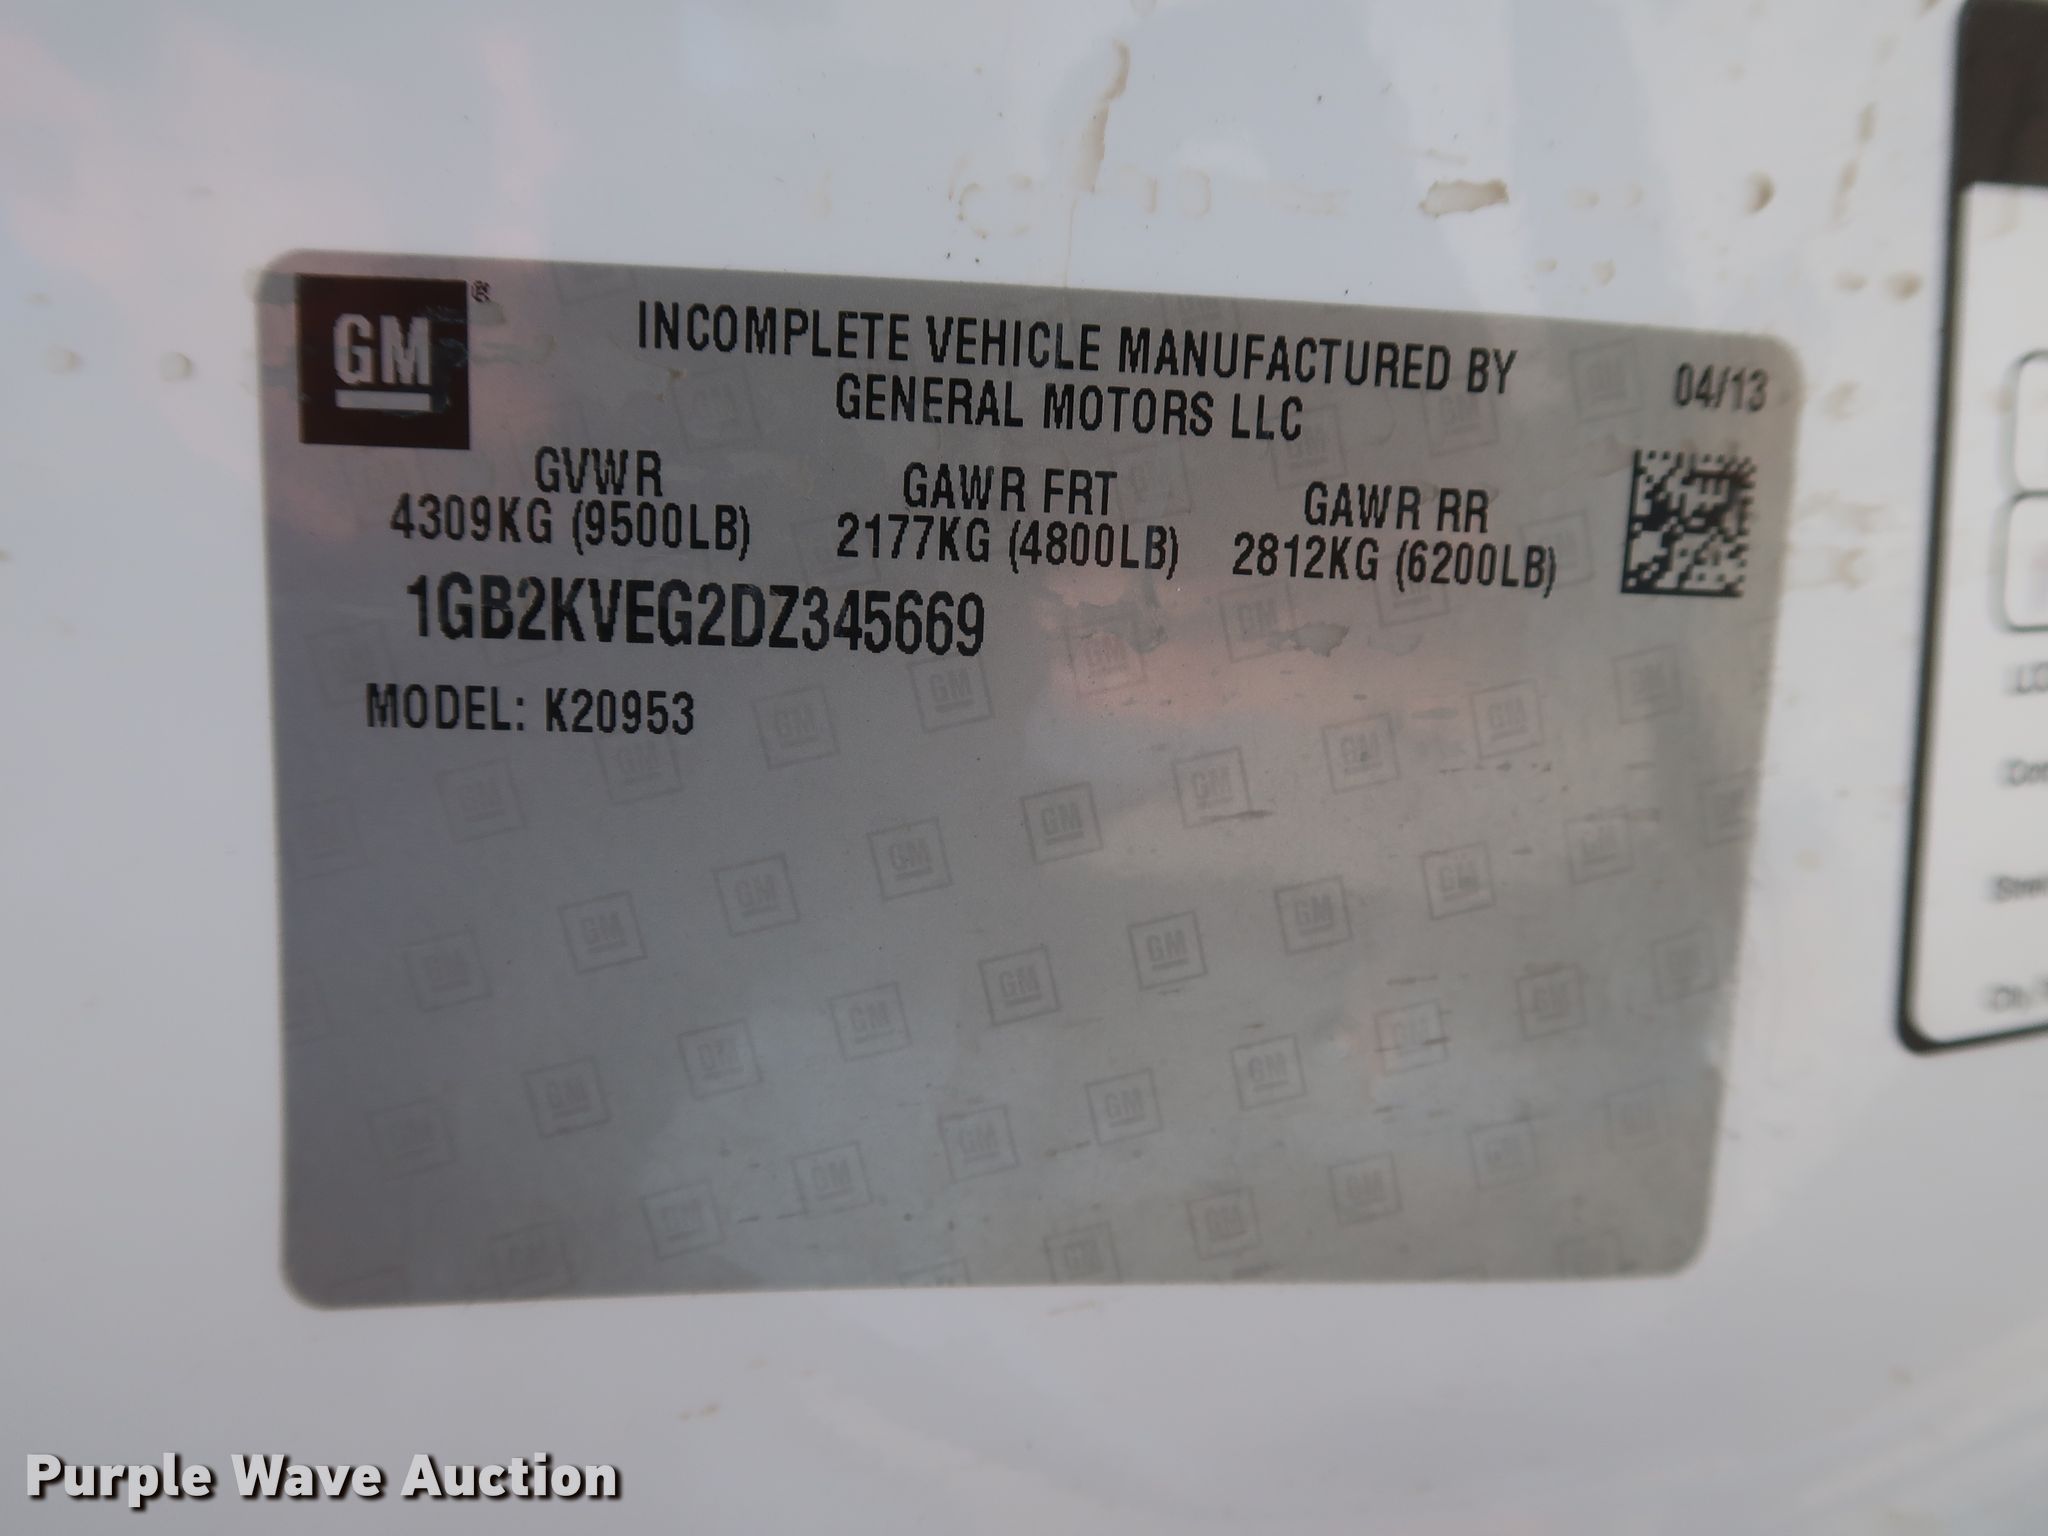 GM®
INCOMPLETE VEHICLE MANUFACTURED BY
GENERAL MOTORS LLC
04/13
GVWR
4309KG (9500LB)
GAWR FRT
2177KG (4800LB)
GAWR RR
2812KG (6200LB)
1GB2KVEG2DZ345669
MODEL: K20953
Purple Wave Auction